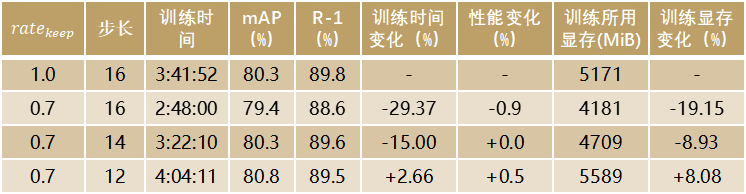 rate_keep 步长 训练时间 mAP (%) R-1 (%) 训练时间变化 (%) 性能变化 (%) 训练所用显存(MiB) 训练显存变化 (%)
1.0 16 3:41:52 80.3 89.8 - - 5171 -
0.7 16 2:48:00 79.4 88.6 -29.37 -0.9 4181 -19.15
0.7 14 3:22:10 80.3 89.6 -15.00 +0.0 4709 -8.93
0.7 12 4:04:11 80.8 89.5 +2.66 +0.5 5589 +8.08